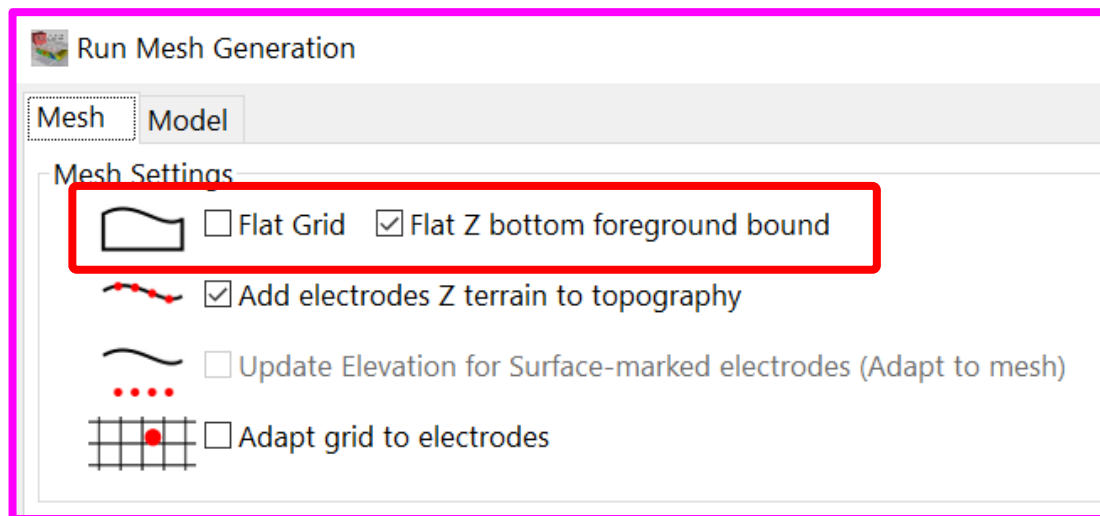 Run Mesh Generation
Mesh Model
Mesh Settings
Flat Grid Flat Z bottom foreground bound
Add electrodes Z terrain to topography
Update Elevation for Surface-marked electrodes (Adapt to mesh)
Adapt grid to electrodes